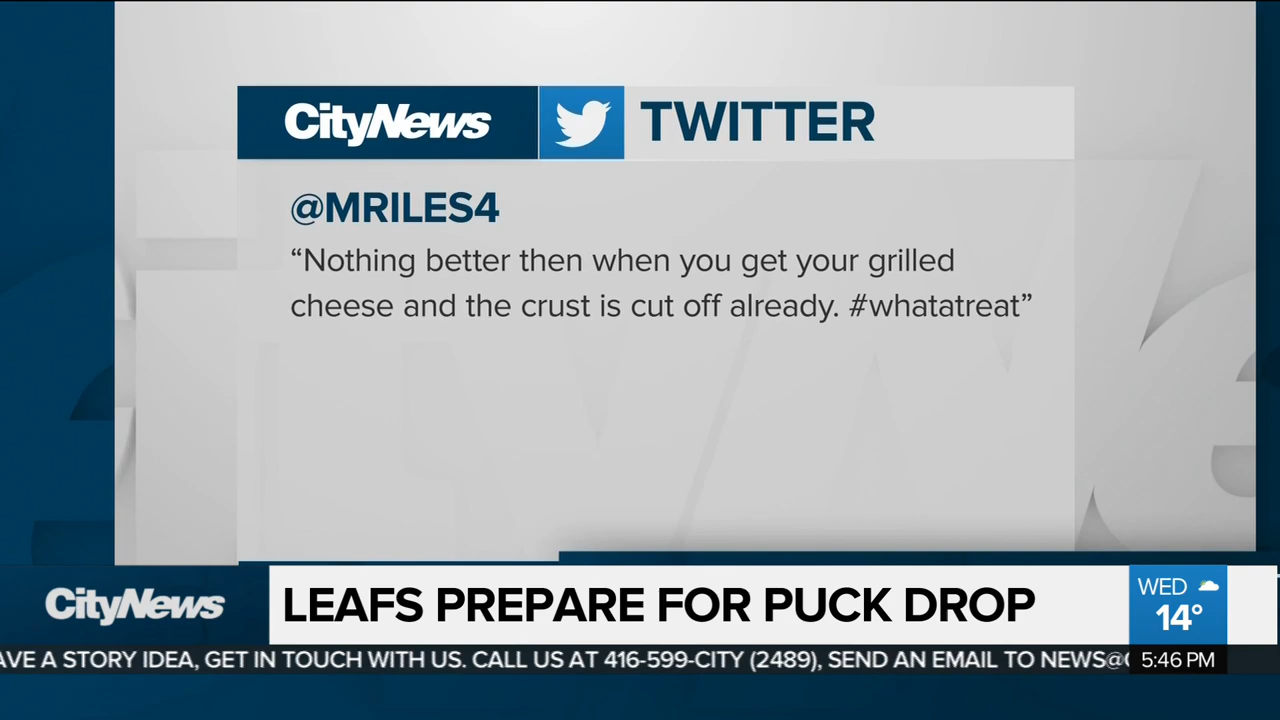 CityNews TWITTER
@MRILES4
“Nothing better then when you get your grilled
cheese and the crust is cut off already. #whatatreat”
CityNews LEAFS PREPARE FOR PUCK DROP
WED
14°
AVE A STORY IDEA, GET IN TOUCH WITH US. CALL US AT 416-599-CITY (2489), SEND AN EMAIL TO NEWS@
5:46 PM